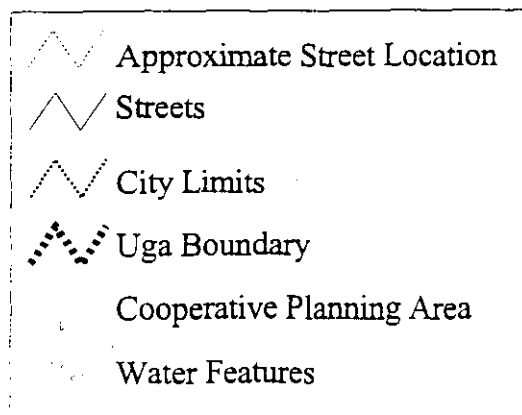 Approximate Street Location
Streets
City Limits
Uga Boundary
Cooperative Planning Area
Water Features